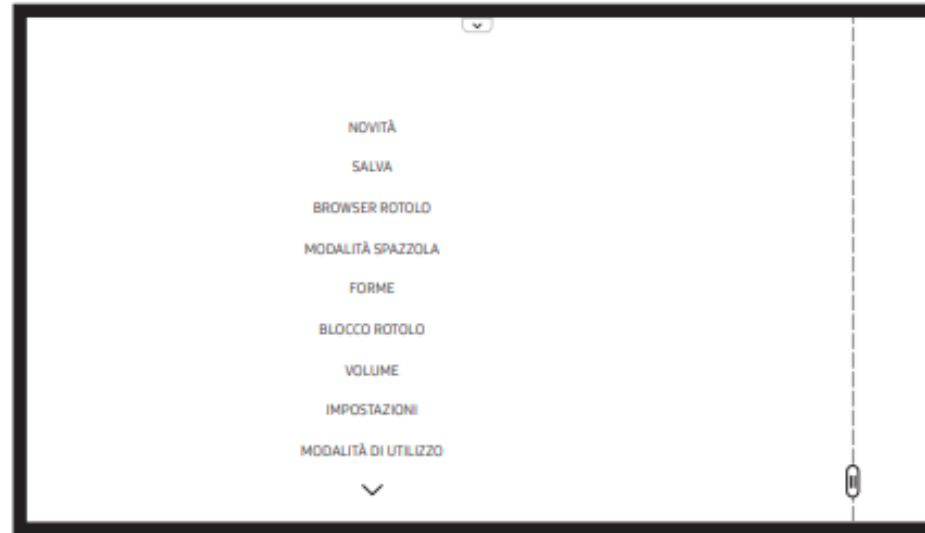 NOVITÀ
SALVA
BROWSER ROTOLO
MODALITÀ SPAZZOLA
FORME
BLOCCO ROTOLO
VOLUME
IMPOSTAZIONI
MODALITÀ DI UTILIZZO